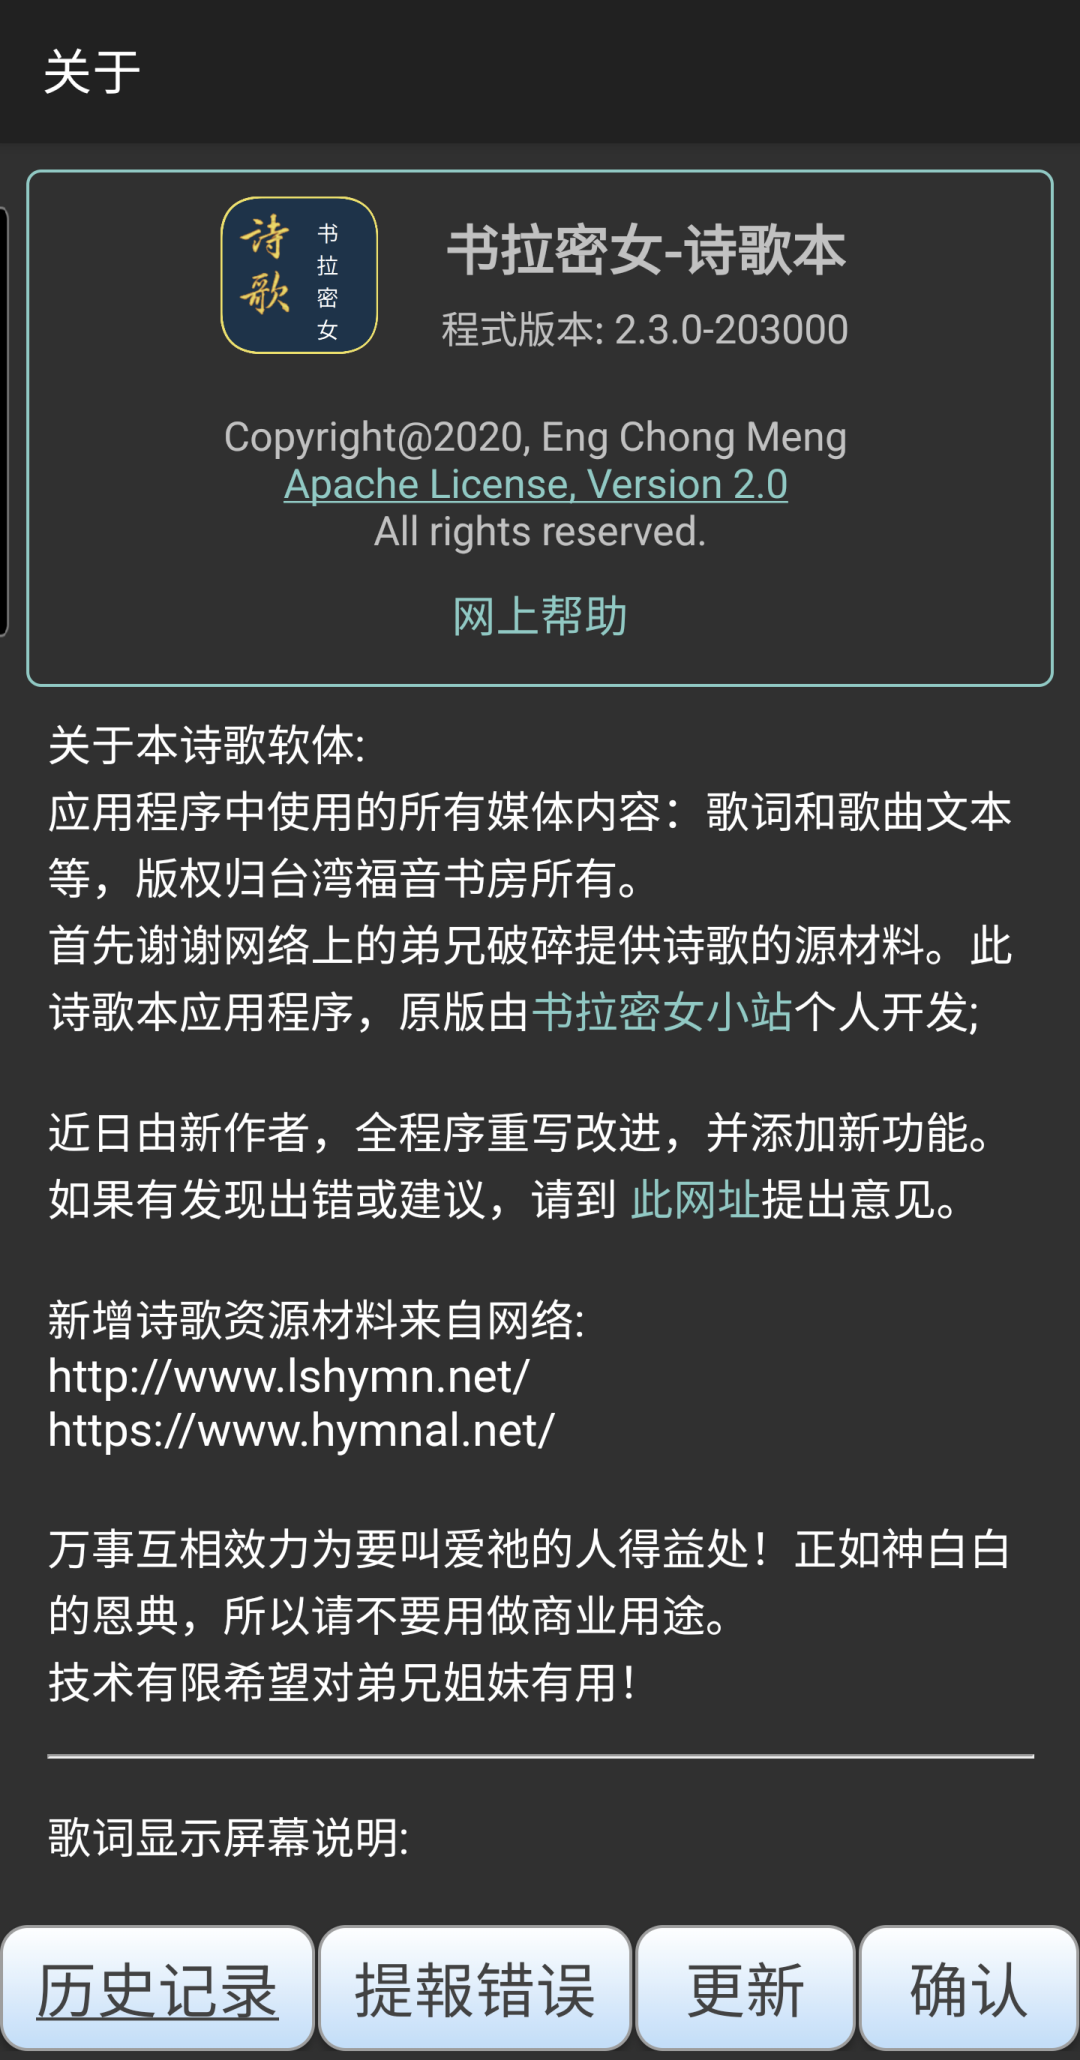 关于
诗歌
书拉密女
书拉密女-诗歌本
程式版本: 2.3.0-203000
Copyright@2020, Eng Chong Meng
Apache License, Version 2.0
All rights reserved.
网上帮助
关于本诗歌软体:
应用程序中使用的所有媒体内容：歌词和歌曲文本
等，版权归台湾福音书房所有。
首先谢谢网络上的弟兄破碎提供诗歌的源材料。此
诗歌本应用程序，原版由书拉密女小站个人开发;
近日由新作者，全程序重写改进，并添加新功能。
如果有发现出错或建议，请到 此网址提出意见。
新增诗歌资源材料来自网络:
http://www.lshymn.net/
https://www.hymnal.net/
万事互相效力为要叫爱祂的人得益处！正如神白白
的恩典，所以请不要用做商业用途。
技术有限希望对弟兄姐妹有用！
歌词显示屏幕说明:
历史记录
提報错误
更新
确认